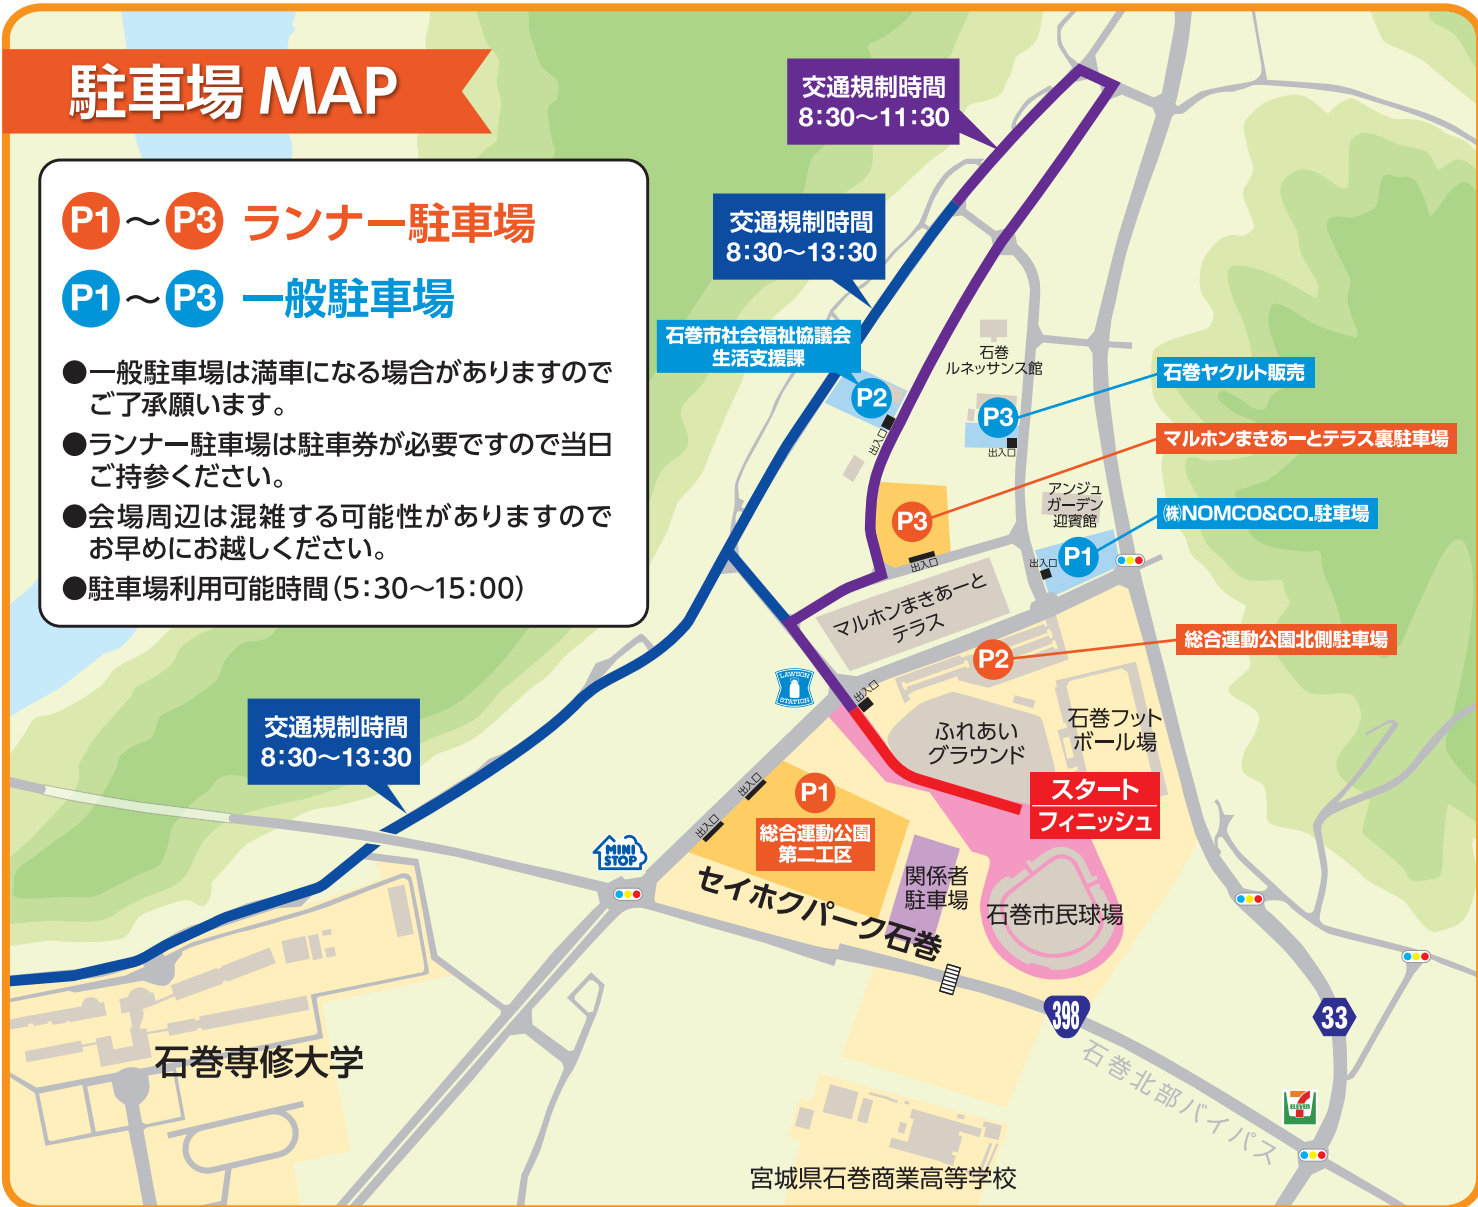 駐車場 MAP
P1～P3 ランナー駐車場
P1～P3 一般駐車場
●一般駐車場は満車になる場合がありますので
ご了承願います。
●ランナー駐車場は駐車券が必要ですので当日
ご持参ください。
●会場周辺は混雑する可能性がありますので
お早めにお越しください。
●駐車場利用可能時間（5：30～15：00）
交通規制時間
8：30～11：30
交通規制時間
8：30～13：30
石巻市社会福祉協議会
生活支援課
P2
出入口
石巻
ルネッサンス館
P3
出入口
石巻ヤクルト販売
マルホンまきあーとテラス裏駐車場
P3
出入口
アンジュ
ガーデン
迎賓館
㈱NOMCO&CO.駐車場
P1
出入口
マルホンまきあーと
テラス
総合運動公園北側駐車場
P2
出入口
LAWSON
STATION
ふれあい
グラウンド
石巻フット
ボール場
交通規制時間
8：30～13：30
スタート
フィニッシュ
出入口
出入口
P1
総合運動公園
第二工区
MINI
STOP
セイホクパーク石巻
関係者
駐車場
石巻市民球場
398
33
石巻北部バイパス
石巻専修大学
7
ELEVEN
宮城県石巻商業高等学校